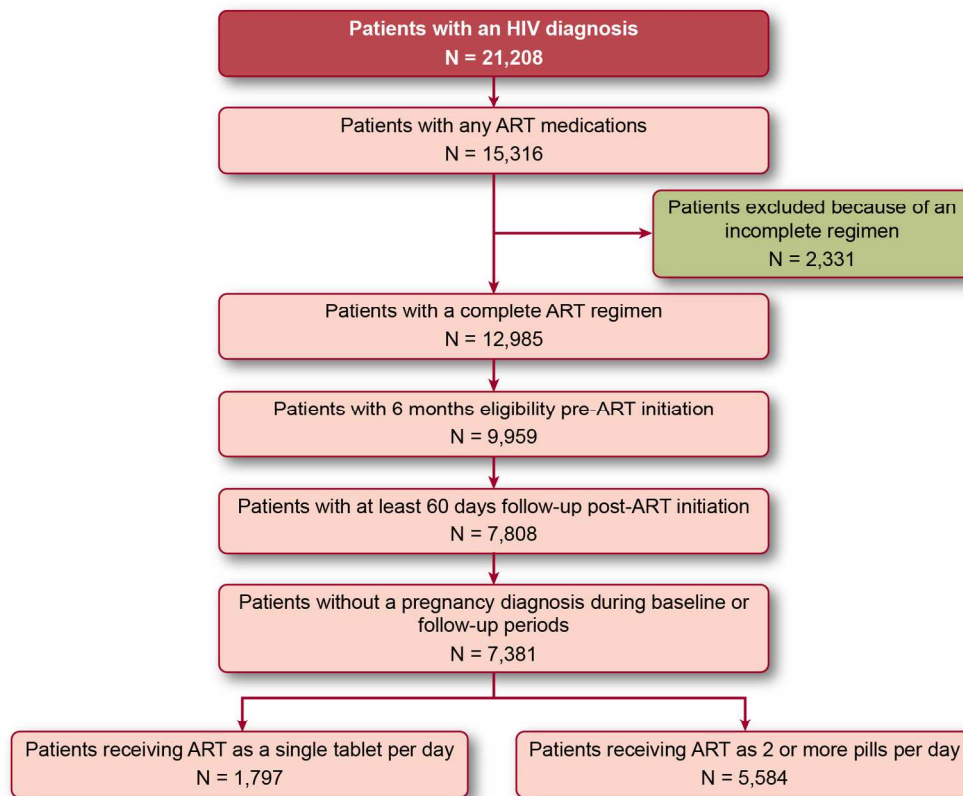 Patients with an HIV diagnosis
N = 21,208
Patients with any ART medications
N = 15,316
Patients excluded because of an
incomplete regimen
N = 2,331
Patients with a complete ART regimen
N = 12,985
Patients with 6 months eligibility pre-ART initiation
N = 9,959
Patients with at least 60 days follow-up post-ART initiation
N = 7,808
Patients without a pregnancy diagnosis during baseline or
follow-up periods
N = 7,381
Patients receiving ART as a single tablet per day
N = 1,797
Patients receiving ART as 2 or more pills per day
N = 5,584